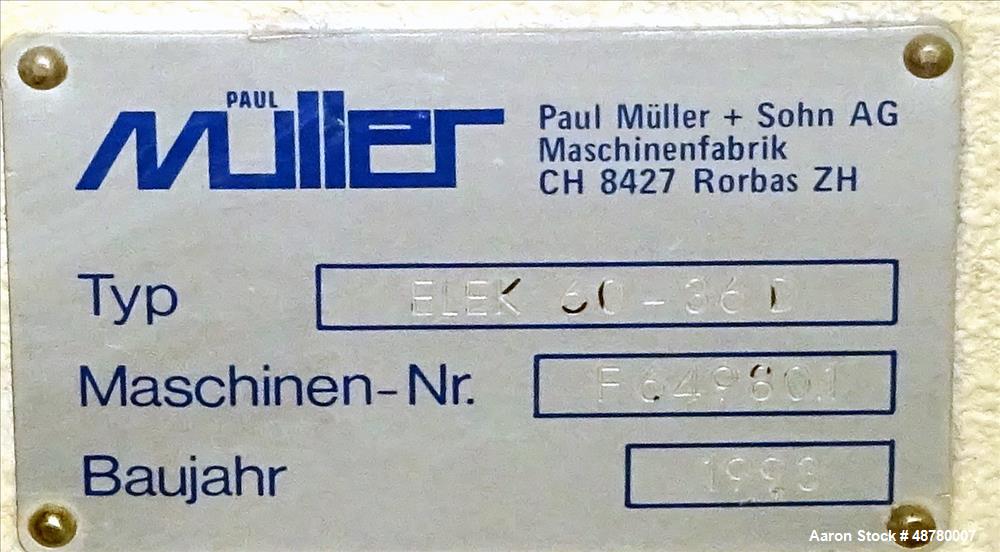 PAUL
müller
Paul Müller + Sohn AG
Maschinenfabrik
CH 8427 Rorbas ZH
Typ ELEK 60-36 D
Maschinen-Nr.
Baujahr 1993
Aaron Stock # 48780007